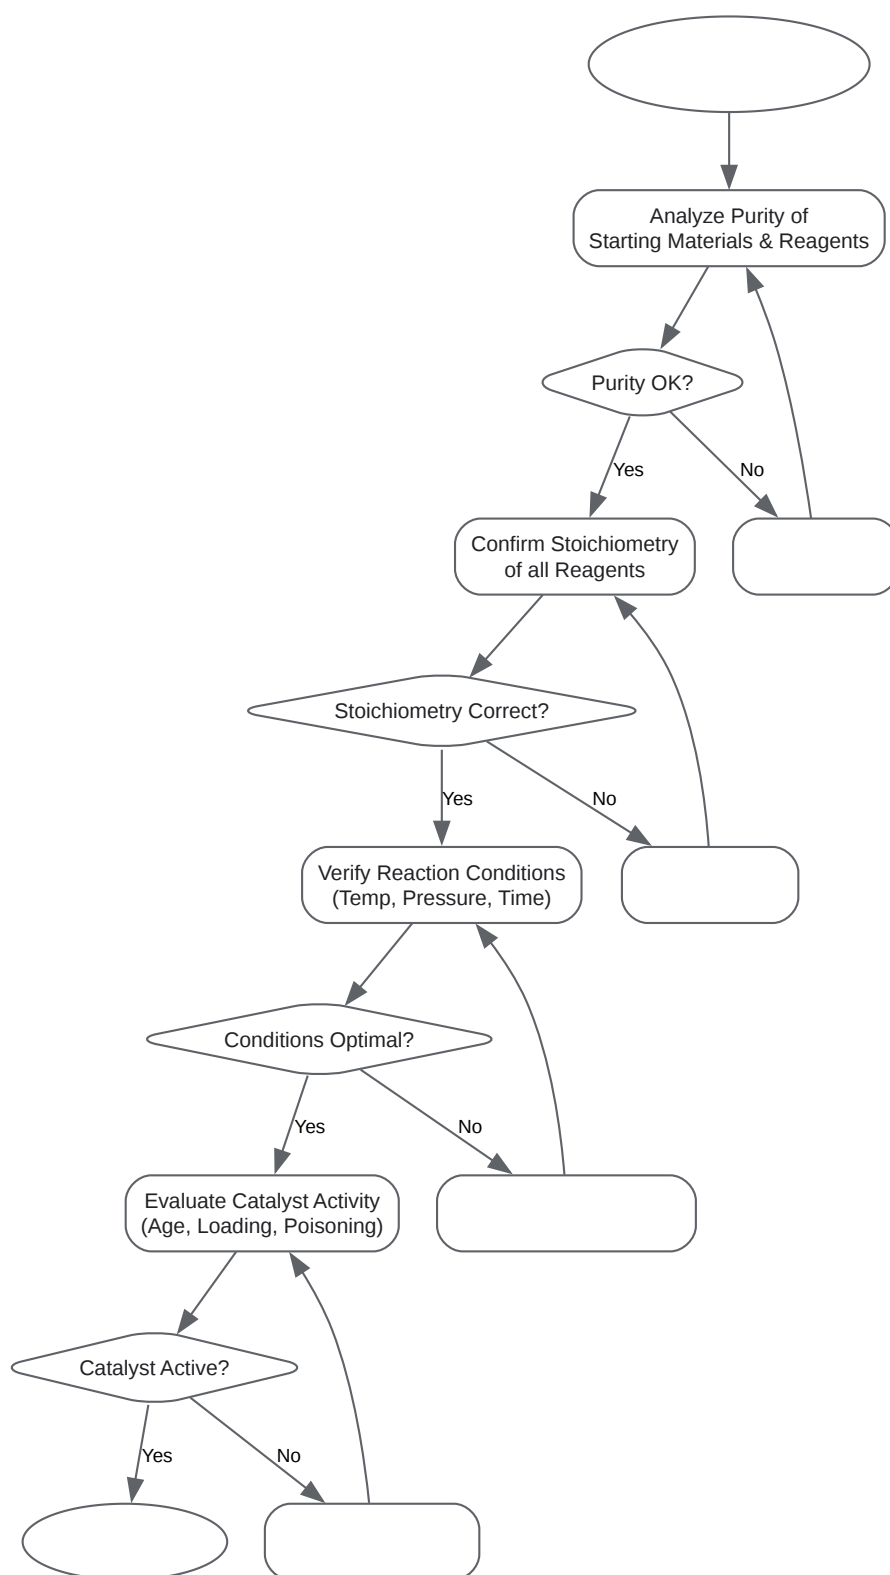 Analyze Purity of
Starting Materials & Reagents
Purity OK?
Yes
No
Confirm Stoichiometry
of all Reagents
Stoichiometry Correct?
Yes
No
Verify Reaction Conditions
(Temp, Pressure, Time)
Conditions Optimal?
Yes
No
Evaluate Catalyst Activity
(Age, Loading, Poisoning)
Catalyst Active?
Yes
No